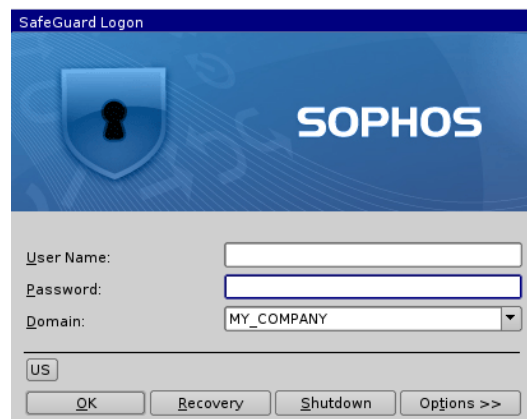 SafeGuard Logon
SOPHOS
User Name:
Password:
Domain: MY_COMPANY
US
OK Recovery Shutdown Options >>